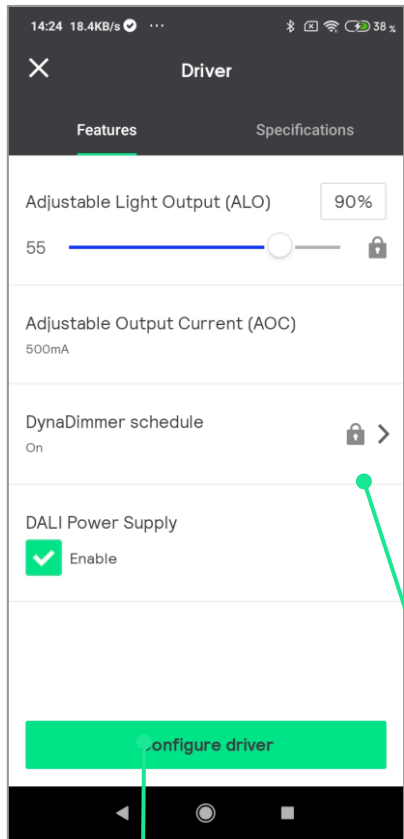 14:24 18.4KB/s ... 38 %
Driver
Features Specifications
Adjustable Light Output (ALO) 90%
55
Adjustable Output Current (AOC)
500mA
DynaDimmer schedule
On
DALI Power Supply
Enable
Configure driver